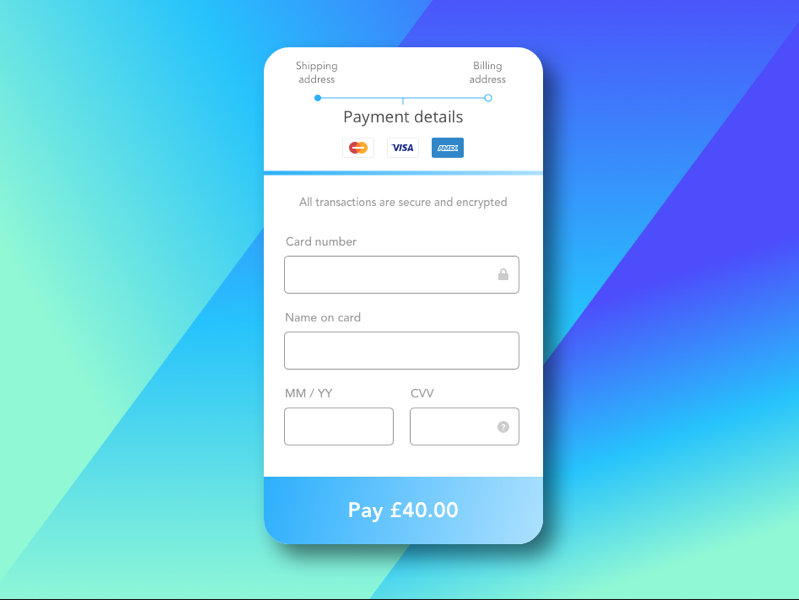 Shipping
address
Billing
address
Payment details
VISA
AMEX
All transactions are secure and encrypted
Card number
Name on card
MM / YY
CVV
?
Pay £40.00